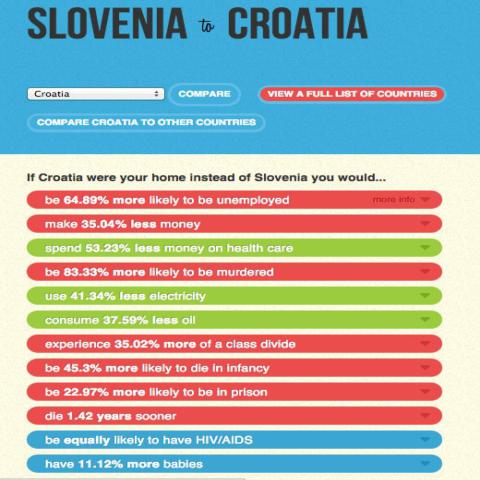 SLOVENIA to CROATIA
Croatia COMPARE VIEW A FULL LIST OF COUNTRIES
COMPARE CROATIA TO OTHER COUNTRIES
If Croatia were your home instead of Slovenia you would...
be 64.89% more likely to be unemployed more info
make 35.04% less money
spend 53.23% less money on health care
be 83.33% more likely to be murdered
use 41.34% less electricity
consume 37.59% less oil
experience 35.02% more of a class divide
be 45.3% more likely to die in infancy
be 22.97% more likely to be in prison
die 1.42 years sooner
be equally likely to have HIV/AIDS
have 11.12% more babies